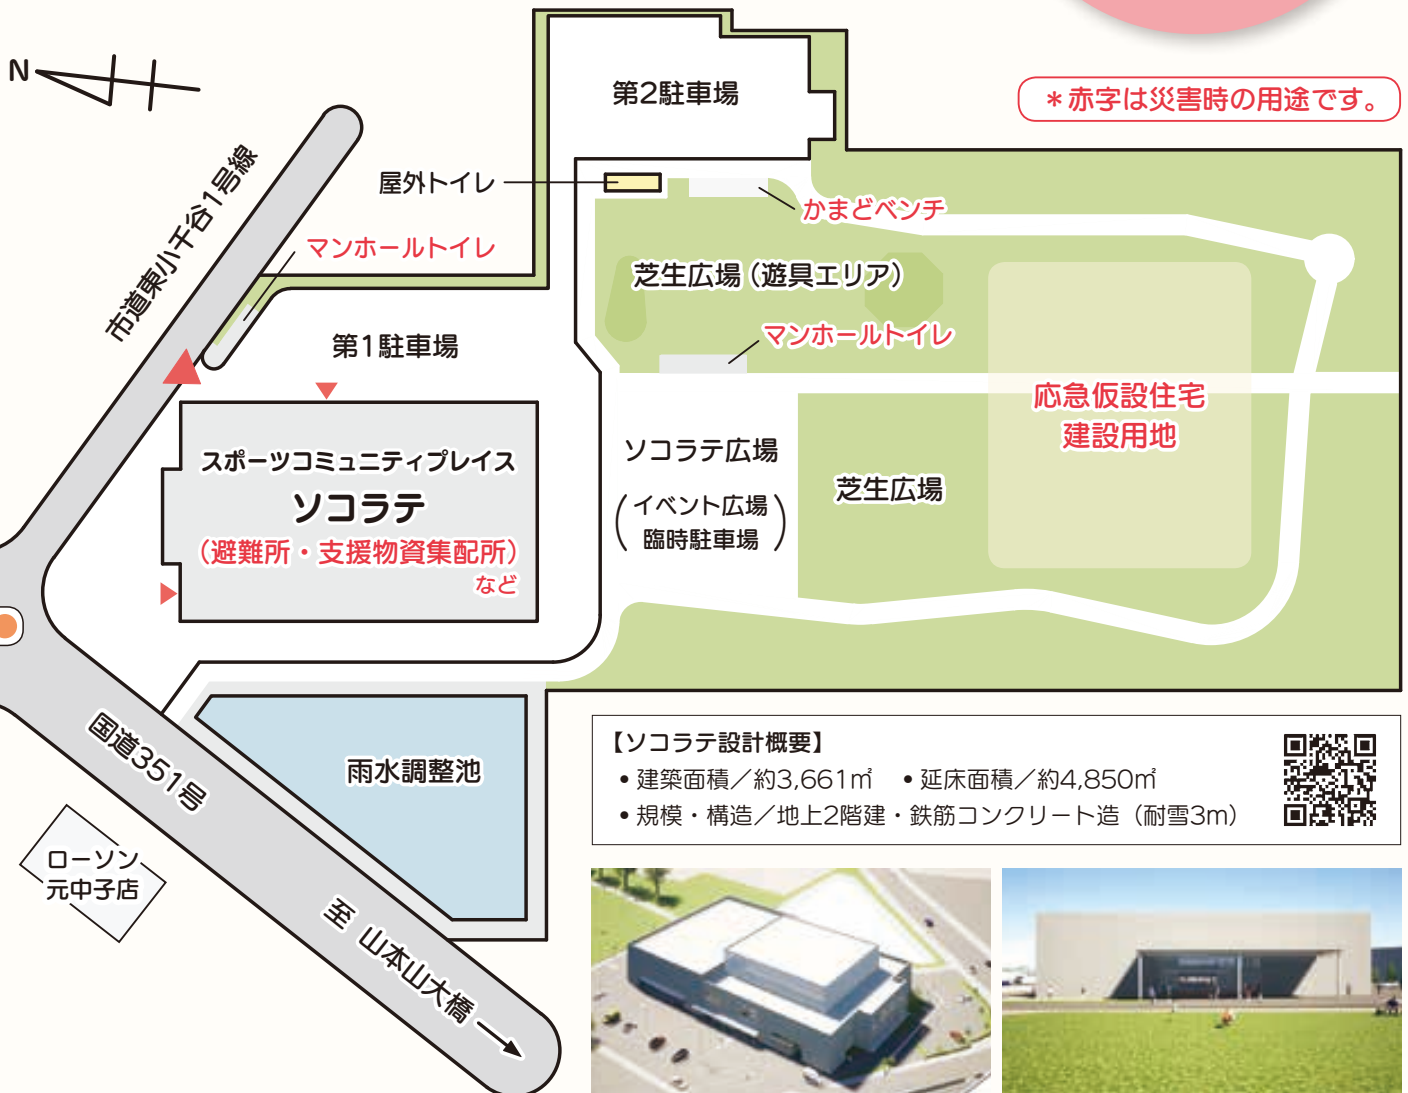 N
第2駐車場
＊赤字は災害時の用途です。
市道東小千谷1号線
屋外トイレ
かまどベンチ
マンホールトイレ
芝生広場（遊具エリア）
第1駐車場
マンホールトイレ
応急仮設住宅
建設用地
スポーツコミュニティプレイス
ソコラテ
（避難所・支援物資集配所）
など
ソコラテ広場
（イベント広場
臨時駐車場）
芝生広場
国道351号
雨水調整池
ローソン
元中子店
至 山本山大橋
【ソコラテ設計概要】
• 建築面積／約3,661㎡ • 延床面積／約4,850㎡
• 規模・構造／地上2階建・鉄筋コンクリート造（耐雪3m）